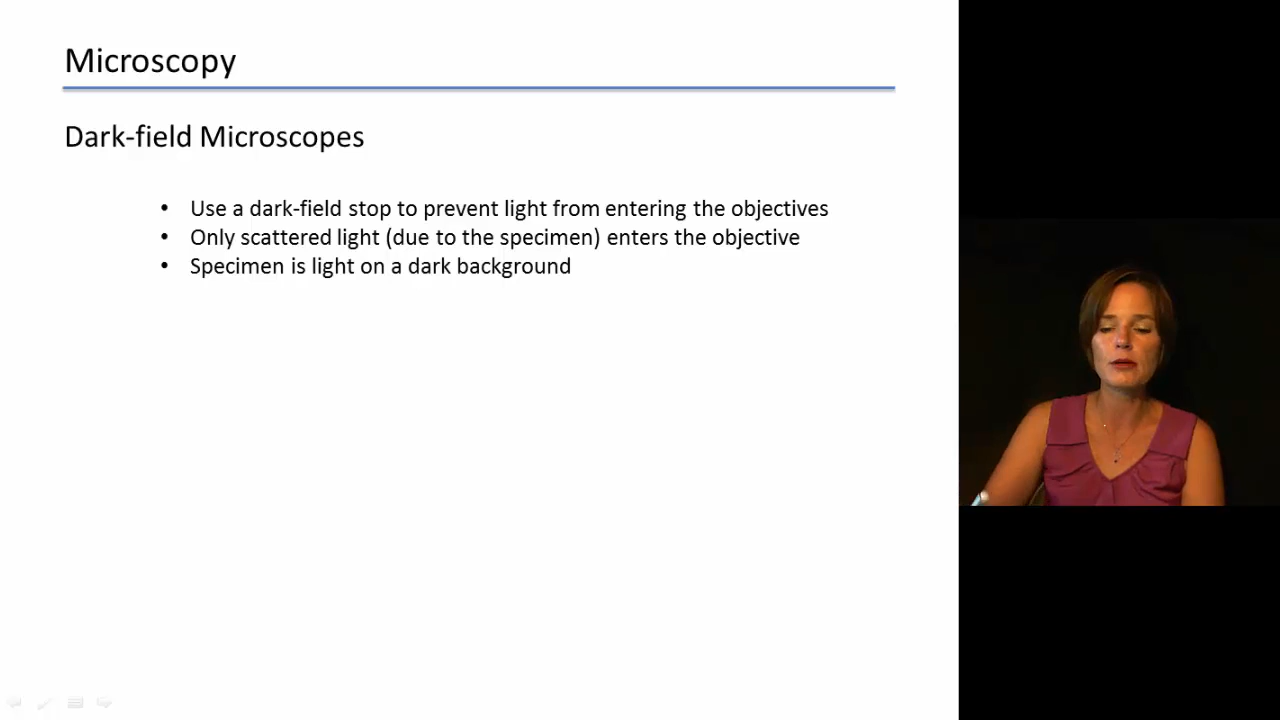 Microscopy
Dark-field Microscopes
• Use a dark-field stop to prevent light from entering the objectives
• Only scattered light (due to the specimen) enters the objective
• Specimen is light on a dark background